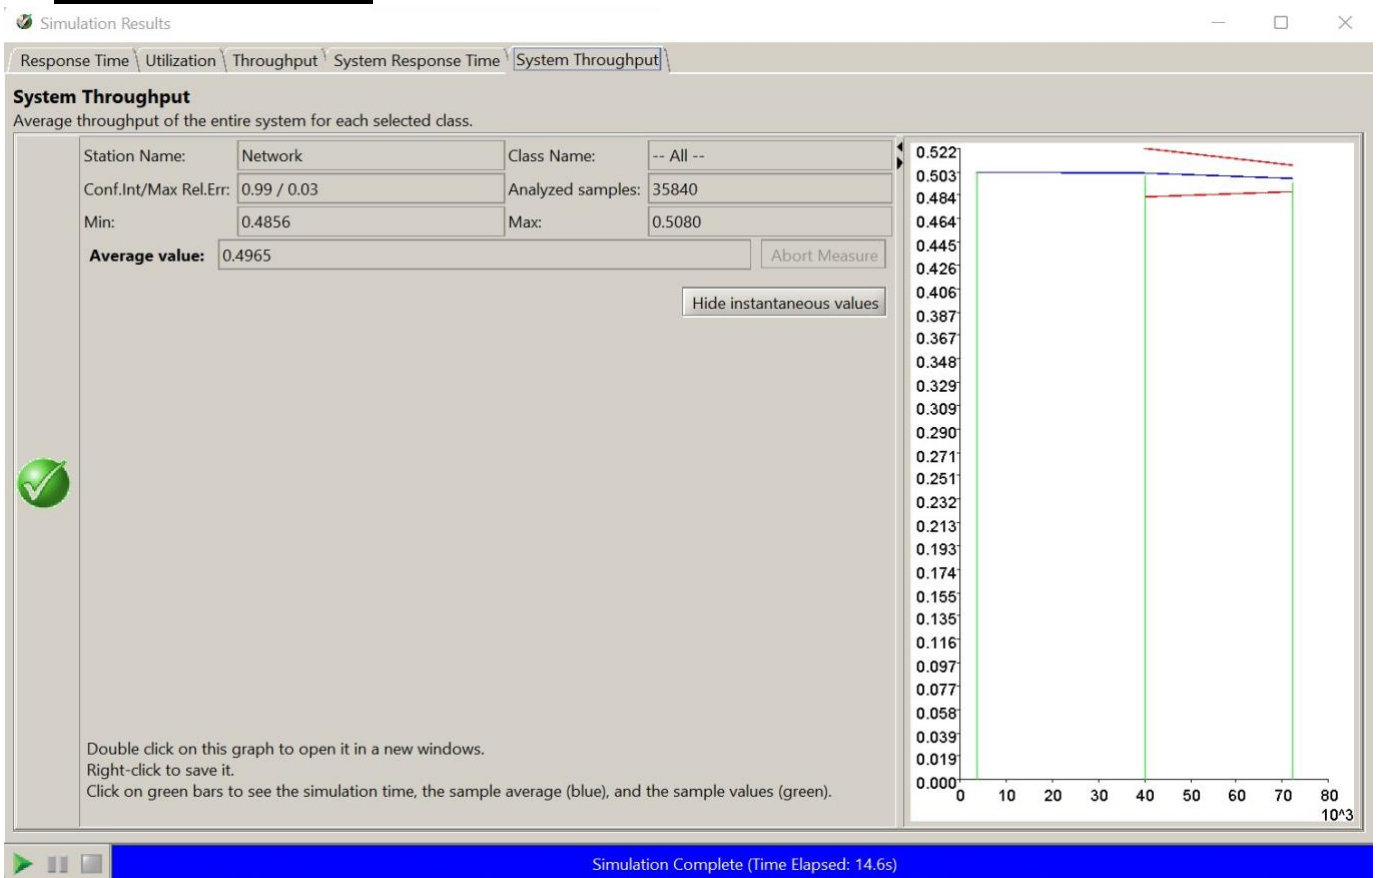 Simulation Results
Response Time Utilization Throughput System Response Time System Throughput
System Throughput
Average throughput of the entire system for each selected class.
Station Name: Network Class Name: -- All --
Conf.Int/Max Rel.Err: 0.99 / 0.03 Analyzed samples: 35840
Min: 0.4856 Max: 0.5080
Average value: 0.4965 Abort Measure
Hide instantaneous values
Double click on this graph to open it in a new windows.
Right-click to save it.
Click on green bars to see the simulation time, the sample average (blue), and the sample values (green).
0.522
0.503
0.484
0.464
0.445
0.426
0.406
0.387
0.367
0.348
0.329
0.309
0.290
0.271
0.251
0.232
0.213
0.193
0.174
0.155
0.135
0.116
0.097
0.077
0.058
0.039
0.019
0.000
0 10 20 30 40 50 60 70 80
10^3
Simulation Complete (Time Elapsed: 14.6s)